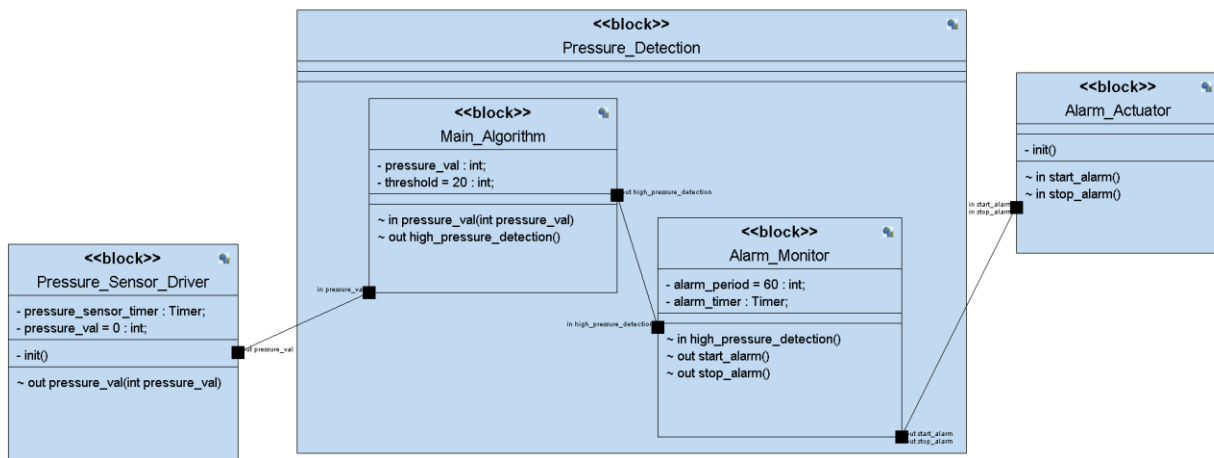 <<block>>
Pressure_Detection
<<block>>
Main_Algorithm
- pressure_val : int;
- threshold = 20 : int;
~ in pressure_val(int pressure_val)
~ out high_pressure_detection()
out high_pressure_detection
in pressure_val
<<block>>
Alarm_Monitor
- alarm_period = 60 : int;
- alarm_timer : Timer;
~ in high_pressure_detection()
~ out start_alarm()
~ out stop_alarm()
in high_pressure_detection
out start_alarm
out stop_alarm
<<block>>
Pressure_Sensor_Driver
- pressure_sensor_timer : Timer;
- pressure_val = 0 : int;
- init()
~ out pressure_val(int pressure_val)
out pressure_val
<<block>>
Alarm_Actuator
- init()
~ in start_alarm()
~ in stop_alarm()
in start_alarm
in stop_alarm